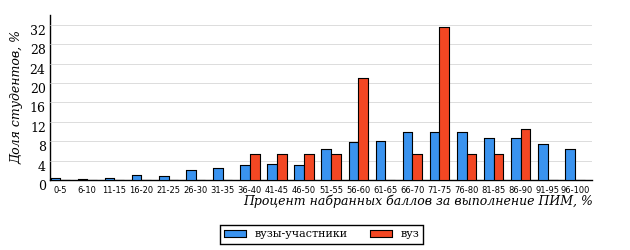 Доля студентов, %
32
28
24
20
16
12
8
4
0
0-5 6-10 11-15 16-20 21-25 26-30 31-35 36-40 41-45 46-50 51-55 56-60 61-65 66-70 71-75 76-80 81-85 86-90 91-95 96-100
Процент набранных баллов за выполнение ПИМ, %
вузы-участники вуз